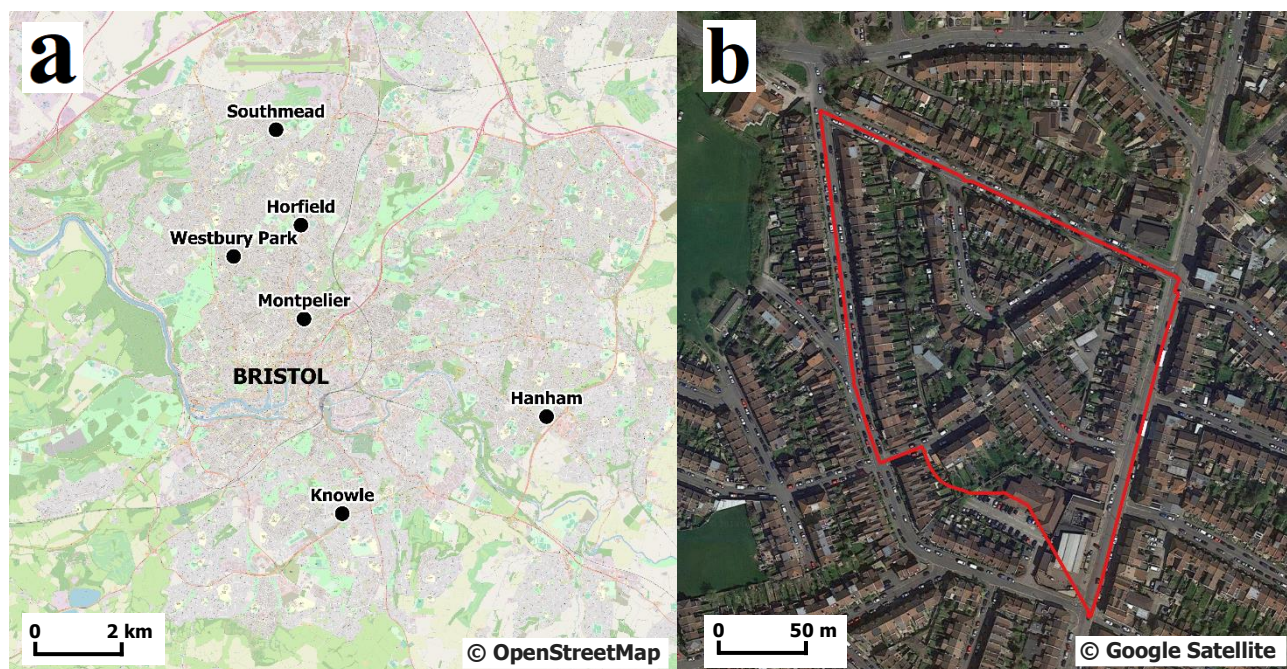 a
Southmead
Horfield
Westbury Park
Montpelier
BRISTOL
Hanham
Knowle
0 2 km
© OpenStreetMap
b
0 50 m
© Google Satellite